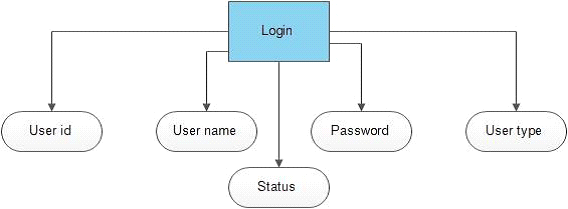 Login
User id
User name
Password
User type
Status